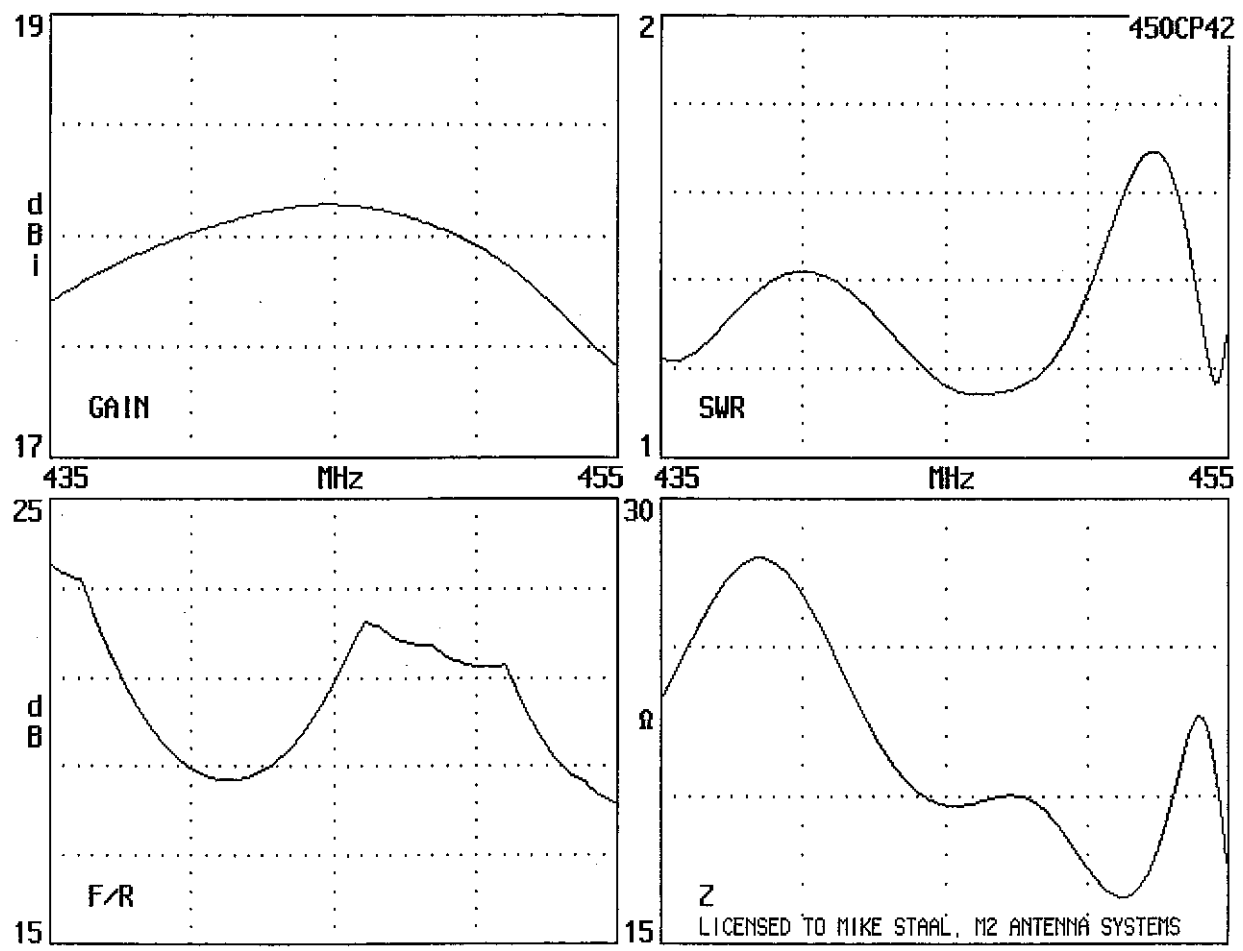 19
d
B
i
GAIN
17
435
MHz
455
2
450CP42
SWR
1
435
MHz
455
25
d
B
F/R
15
30
Ω
Z
LICENSED TO MIKE STAAL, M2 ANTENNA SYSTEMS
15